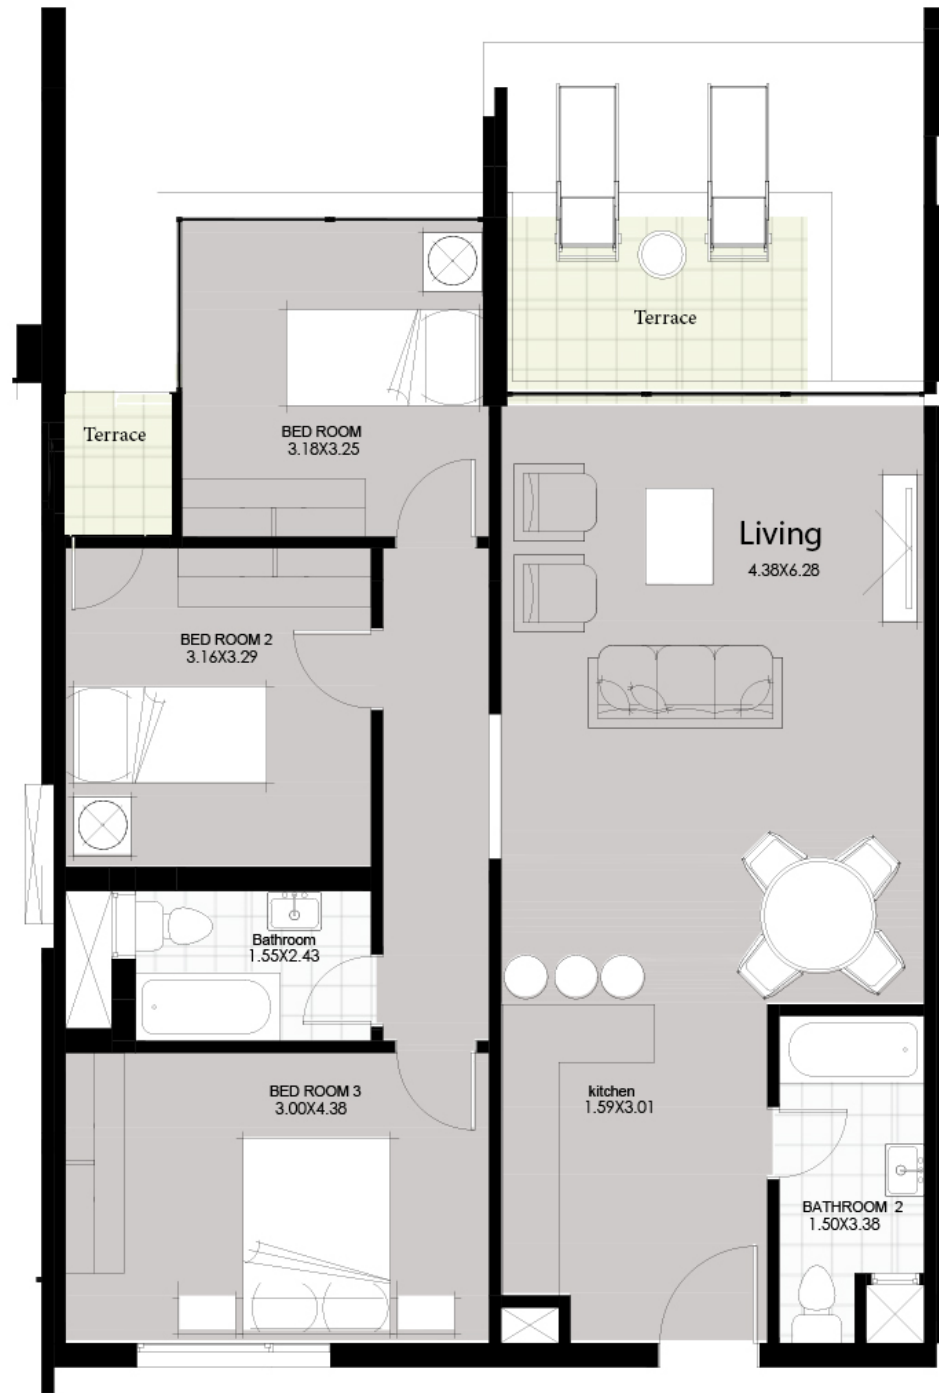 Terrace
Terrace
BED ROOM
3.18X3.25
Living
4.38X6.28
BED ROOM 2
3.16X3.29
Bathroom
1.55X2.43
BED ROOM 3
3.00X4.38
kitchen
1.59X3.01
BATHROOM 2
1.50X3.38